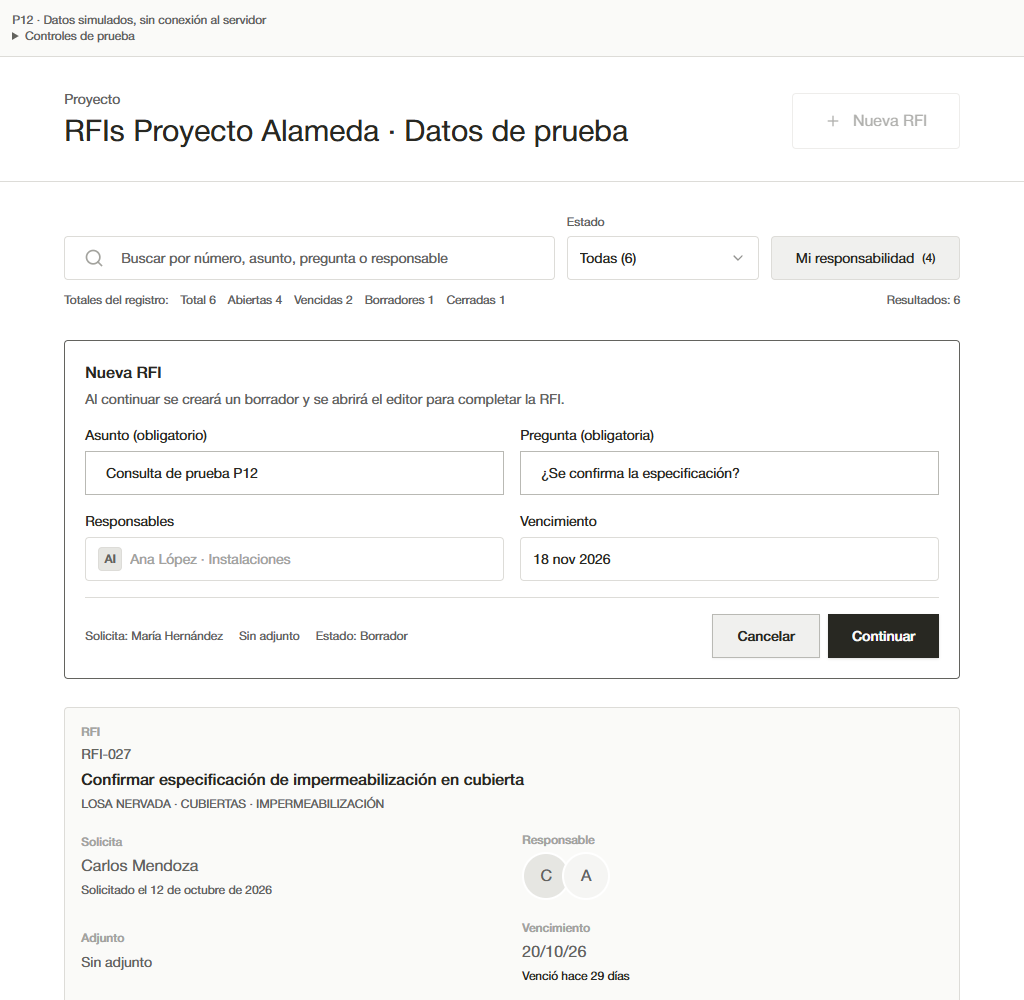 P12 · Datos simulados, sin conexión al servidor
Controles de prueba
Proyecto
RFIs Proyecto Alameda · Datos de prueba
+ Nueva RFI
Estado
Buscar por número, asunto, pregunta o responsable
Todas (6)
Mi responsabilidad (4)
Totales del registro: Total 6 Abiertas 4 Vencidas 2 Borradores 1 Cerradas 1
Resultados: 6
Nueva RFI
Al continuar se creará un borrador y se abrirá el editor para completar la RFI.
Asunto (obligatorio)
Pregunta (obligatoria)
Consulta de prueba P12
¿Se confirma la especificación?
Responsables
Vencimiento
Al Ana López · Instalaciones
18 nov 2026
Solicita: María Hernández Sin adjunto Estado: Borrador
Cancelar
Continuar
RFI
RFI-027
Confirmar especificación de impermeabilización en cubierta
LOSA NERVADA · CUBIERTAS · IMPERMEABILIZACIÓN
Solicita
Carlos Mendoza
Solicitado el 12 de octubre de 2026
Responsable
C A
Adjunto
Sin adjunto
Vencimiento
20/10/26
Venció hace 29 días